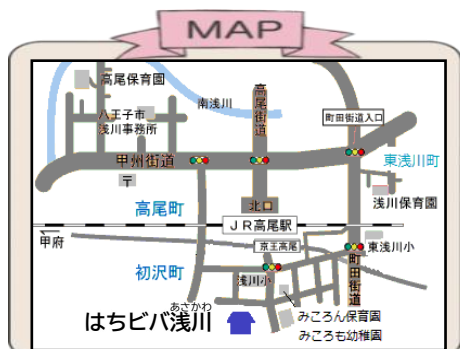 MAP
高尾保育園
八王子市
浅川事務所
南浅川
高尾街道
町田街道入口
甲州街道
東浅川町
〒
浅川保育園
高尾町
北口
JR高尾駅
甲府
京王高尾
東浅川小
初沢町
浅川小
町田街道
あさかわ
はちビバ浅川
みころん保育園
みころも幼稚園